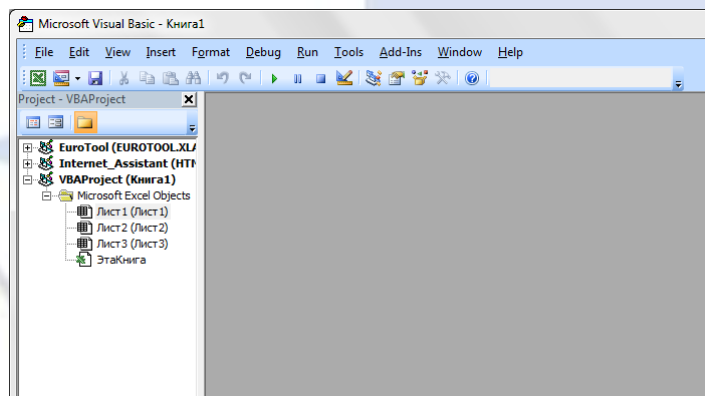 Microsoft Visual Basic - Книга1
File Edit View Insert Format Debug Run Tools Add-Ins Window Help
Project - VBAProject
EuroTool (EUROTOOL.XLA
Internet_Assistant (HTM
VBAProject (Книга1)
Microsoft Excel Objects
Лист1 (Лист1)
Лист2 (Лист2)
Лист3 (Лист3)
ЭтаКнига